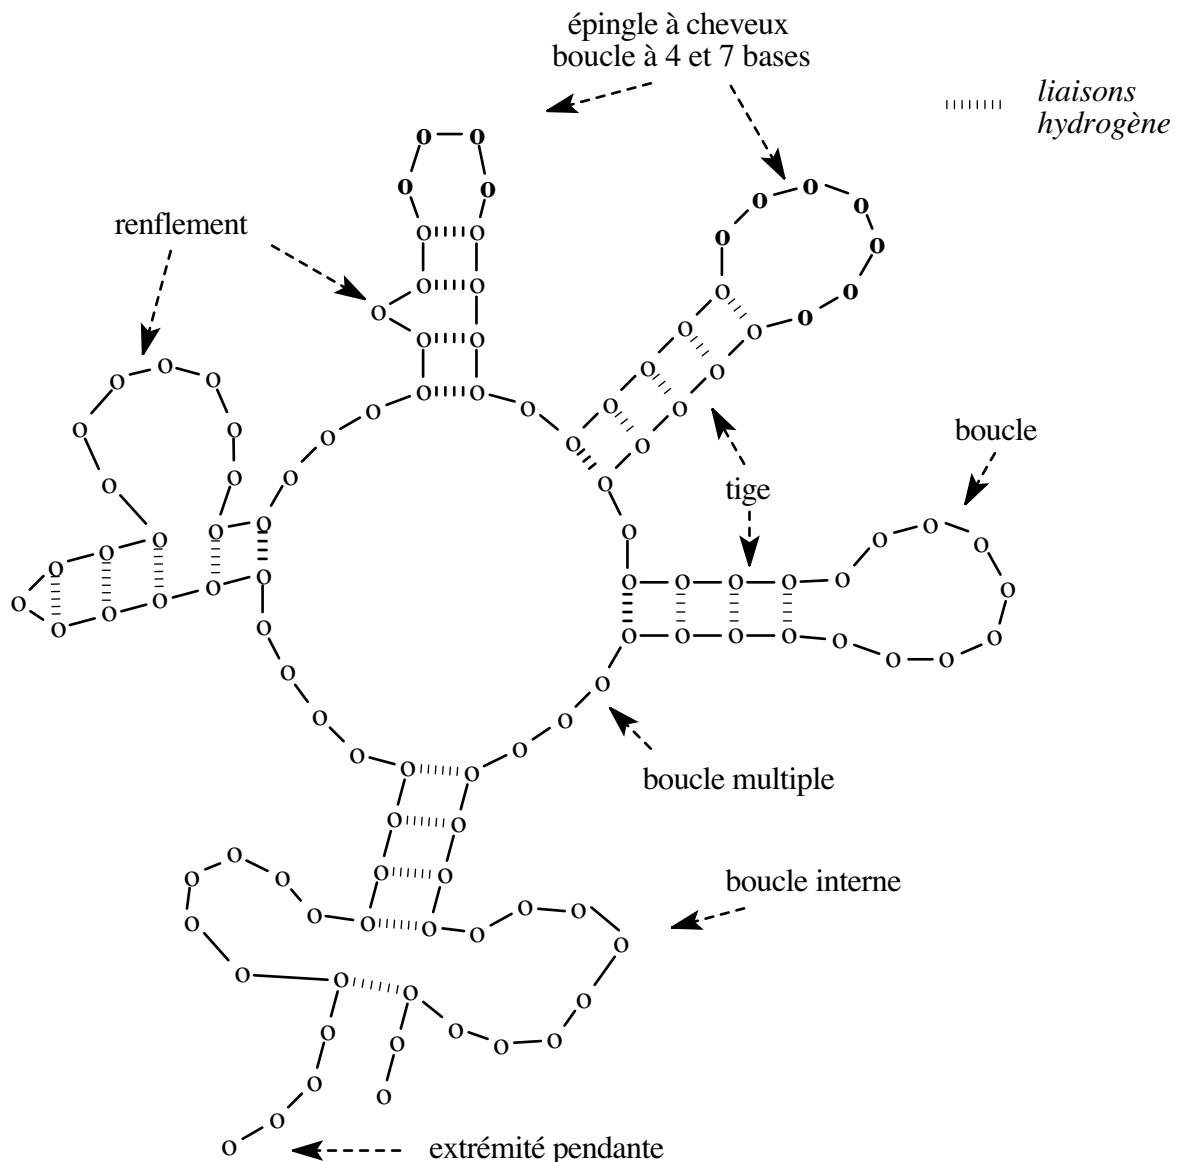 épingle à cheveux
boucle à 4 et 7 bases
liaisons
hydrogène
renflement
boucle
tige
boucle multiple
boucle interne
extrémité pendante